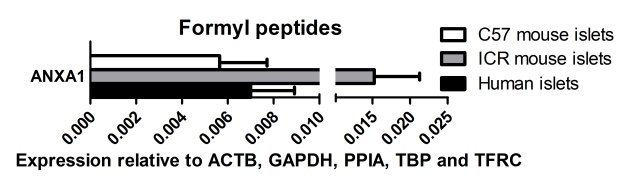 Formyl peptides
C57 mouse islets
ICR mouse islets
Human islets
ANXA1
0.000 0.002 0.004 0.006 0.008 0.010 0.015 0.020 0.025
Expression relative to ACTB, GAPDH, PPIA, TBP and TFRC